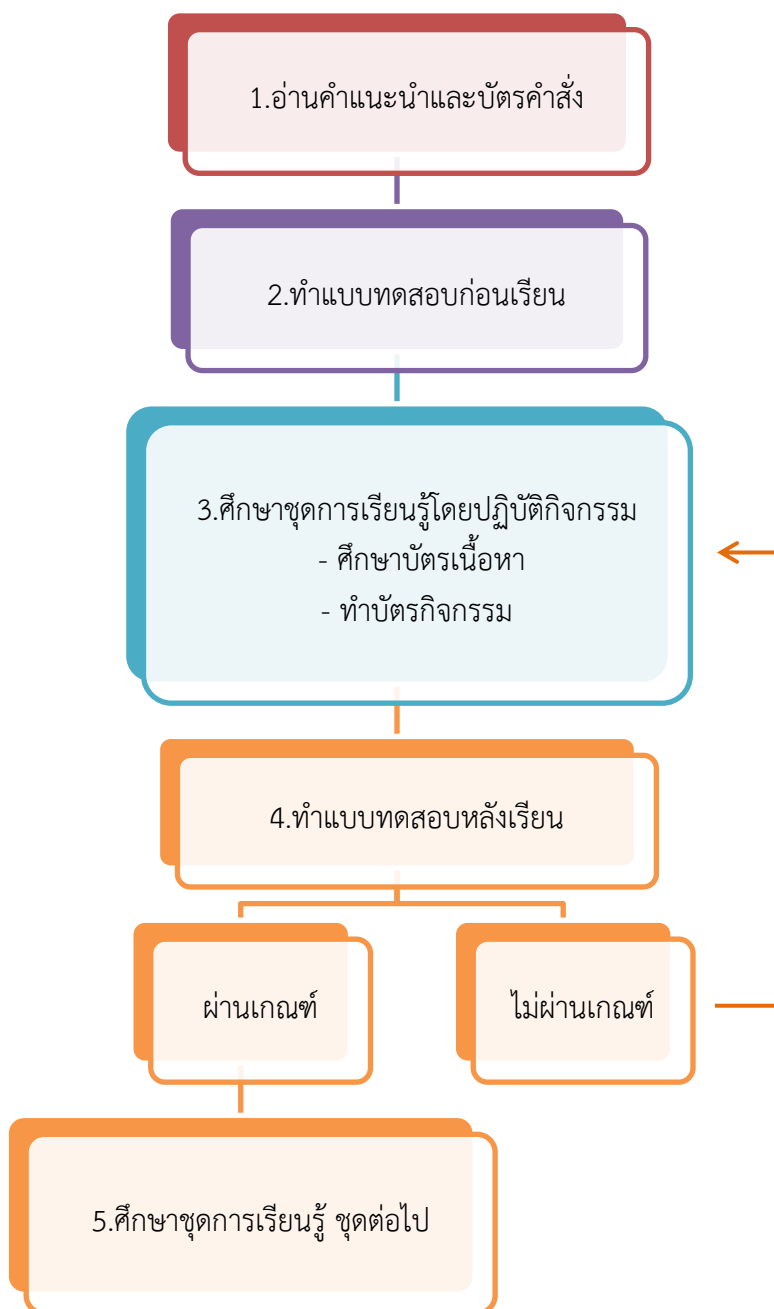 1.อ่านคำแนะนำและบัตรคำสั่ง
2.ทำแบบทดสอบก่อนเรียน
3.ศึกษาชุดการเรียนรู้โดยปฏิบัติกิจกรรม
- ศึกษาบัตรเนื้อหา
- ทำบัตรกิจกรรม
4.ทำแบบทดสอบหลังเรียน
ผ่านเกณฑ์
ไม่ผ่านเกณฑ์
5.ศึกษาชุดการเรียนรู้ ชุดต่อไป